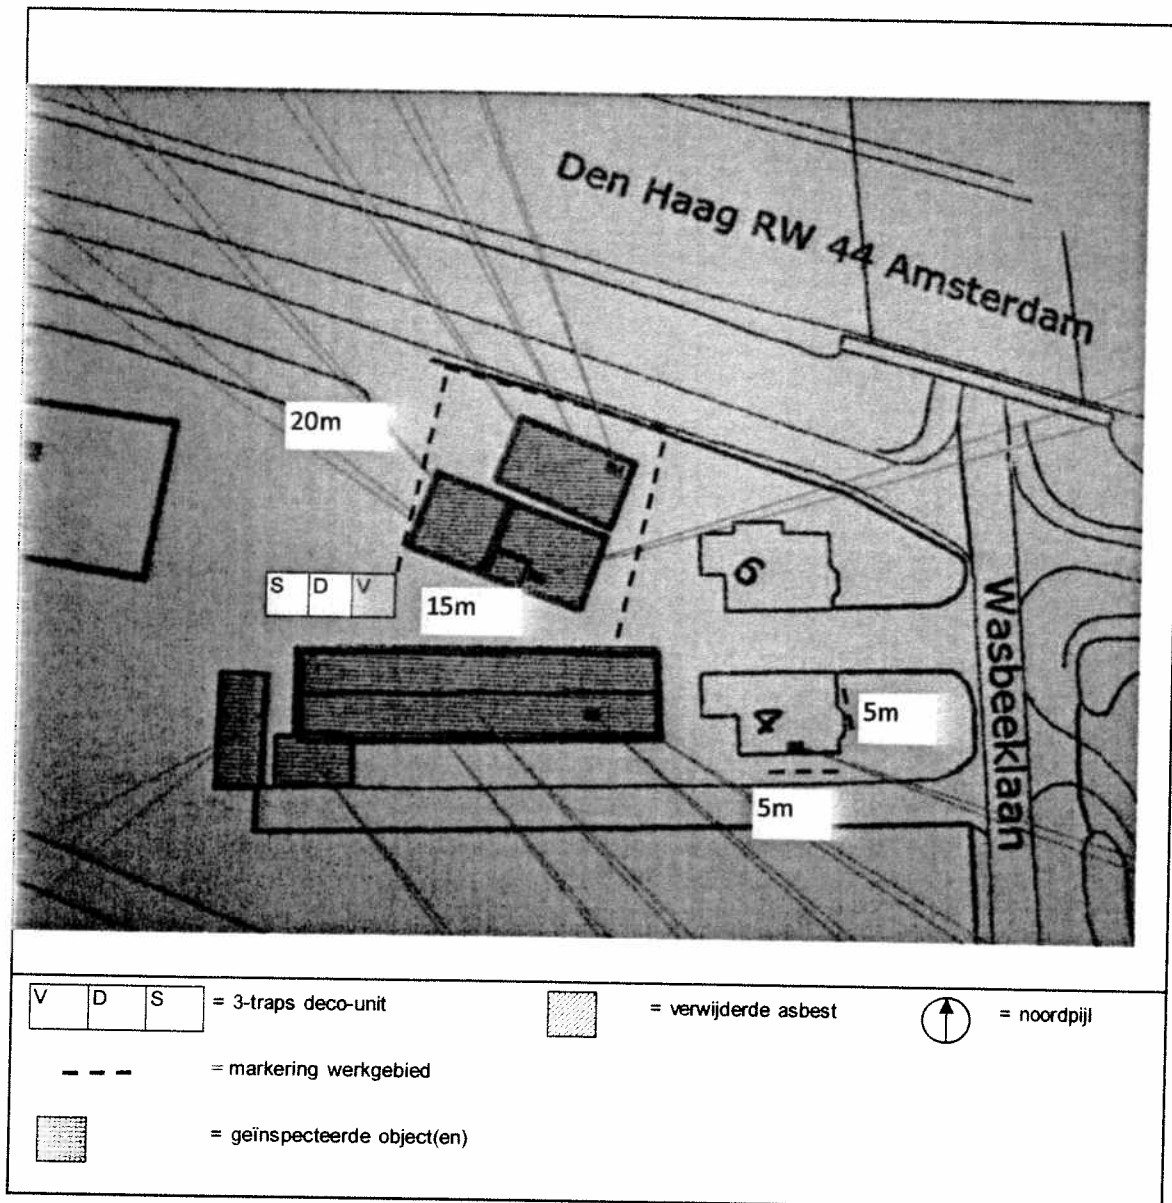 Den Haag RW 44 Amsterdam
20m
S D V
15m
6
Wasbeeklaan
4
5m
5m
V D S = 3-traps deco-unit
= verwijderde asbest
= noordpijl
= markering werkgebied
= geïnspecteerde object(en)